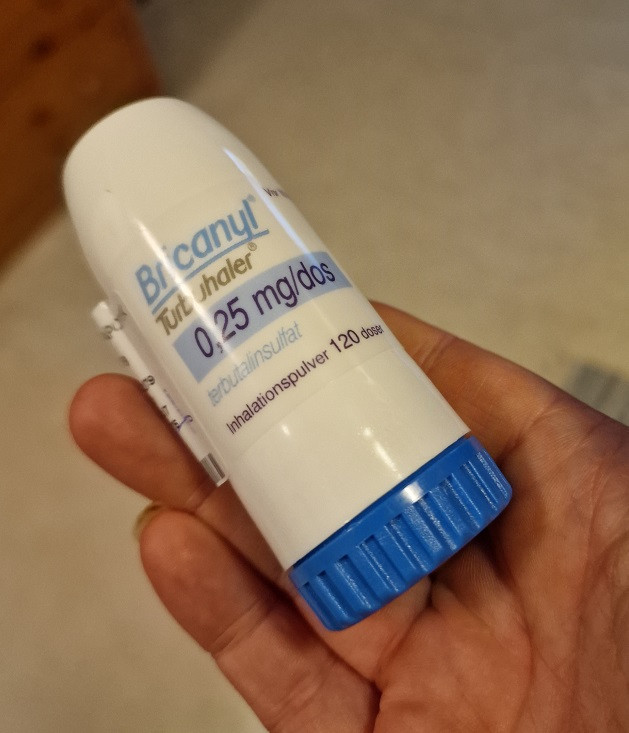 Bricanyl®
Turbuhaler®
0,25 mg/dos
terbutalinsulfat
Inhalationspulver 120 doser